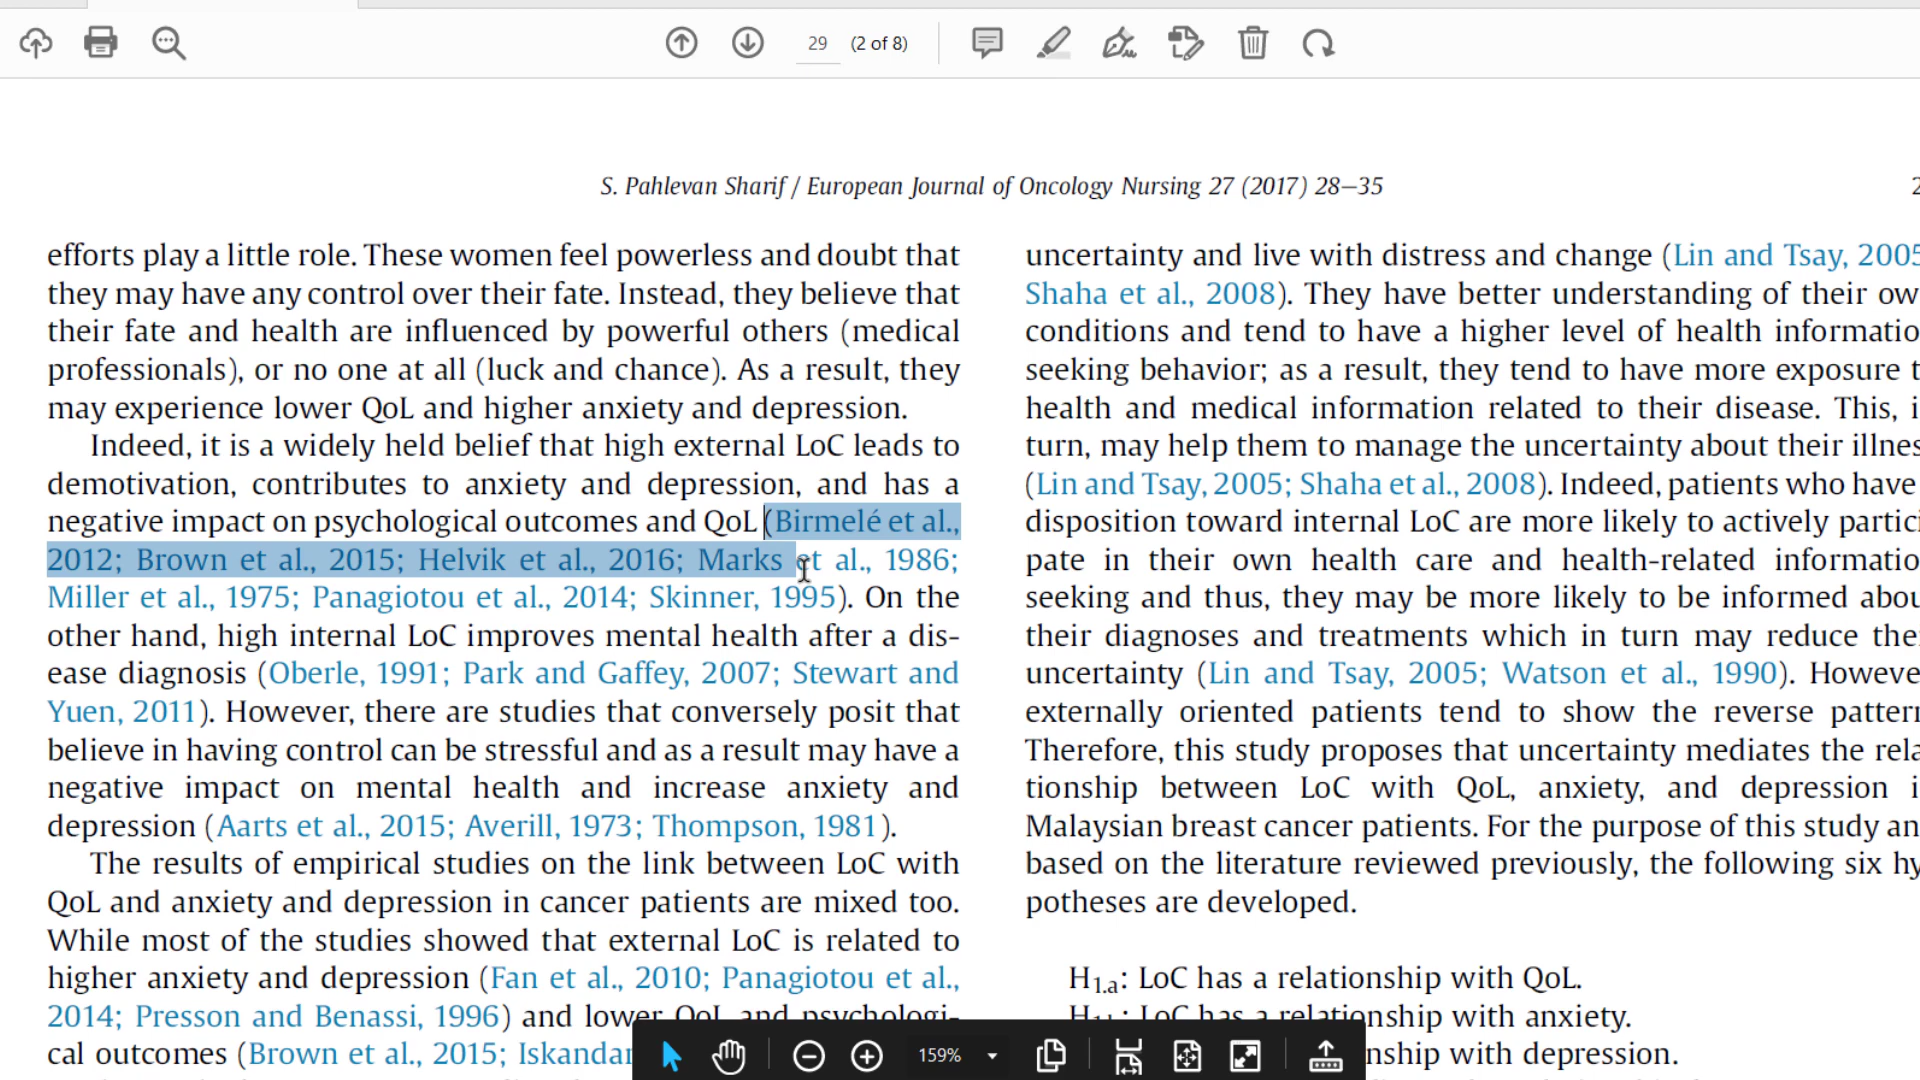 29 (2 of 8)
S. Pahlevan Sharif / European Journal of Oncology Nursing 27 (2017) 28–35
efforts play a little role. These women feel powerless and doubt that
they may have any control over their fate. Instead, they believe that
their fate and health are influenced by powerful others (medical
professionals), or no one at all (luck and chance). As a result, they
may experience lower QoL and higher anxiety and depression.
Indeed, it is a widely held belief that high external LoC leads to
demotivation, contributes to anxiety and depression, and has a
negative impact on psychological outcomes and QoL (Birmelé et al.,
2012; Brown et al., 2015; Helvik et al., 2016; Marks et al., 1986;
Miller et al., 1975; Panagiotou et al., 2014; Skinner, 1995). On the
other hand, high internal LoC improves mental health after a dis-
ease diagnosis (Oberle, 1991; Park and Gaffey, 2007; Stewart and
Yuen, 2011). However, there are studies that conversely posit that
believe in having control can be stressful and as a result may have a
negative impact on mental health and increase anxiety and
depression (Aarts et al., 2015; Averill, 1973; Thompson, 1981).
The results of empirical studies on the link between LoC with
QoL and anxiety and depression in cancer patients are mixed too.
While most of the studies showed that external LoC is related to
higher anxiety and depression (Fan et al., 2010; Panagiotou et al.,
2014; Presson and Benassi, 1996) and lower QoL and psychologi-
cal outcomes (Brown et al., 2015; Iskandar
uncertainty and live with distress and change (Lin and Tsay, 2005
Shaha et al., 2008). They have better understanding of their ow
conditions and tend to have a higher level of health informatio
seeking behavior; as a result, they tend to have more exposure t
health and medical information related to their disease. This, i
turn, may help them to manage the uncertainty about their illnes
(Lin and Tsay, 2005; Shaha et al., 2008). Indeed, patients who have
disposition toward internal LoC are more likely to actively partici
pate in their own health care and health-related informatio
seeking and thus, they may be more likely to be informed abou
their diagnoses and treatments which in turn may reduce the
uncertainty (Lin and Tsay, 2005; Watson et al., 1990). Howeve
externally oriented patients tend to show the reverse pattern
Therefore, this study proposes that uncertainty mediates the rela
tionship between LoC with QoL, anxiety, and depression i
Malaysian breast cancer patients. For the purpose of this study an
based on the literature reviewed previously, the following six hy
potheses are developed.
H1.a: LoC has a relationship with QoL.
LoC has a relationship with anxiety.
nship with depression.
159%